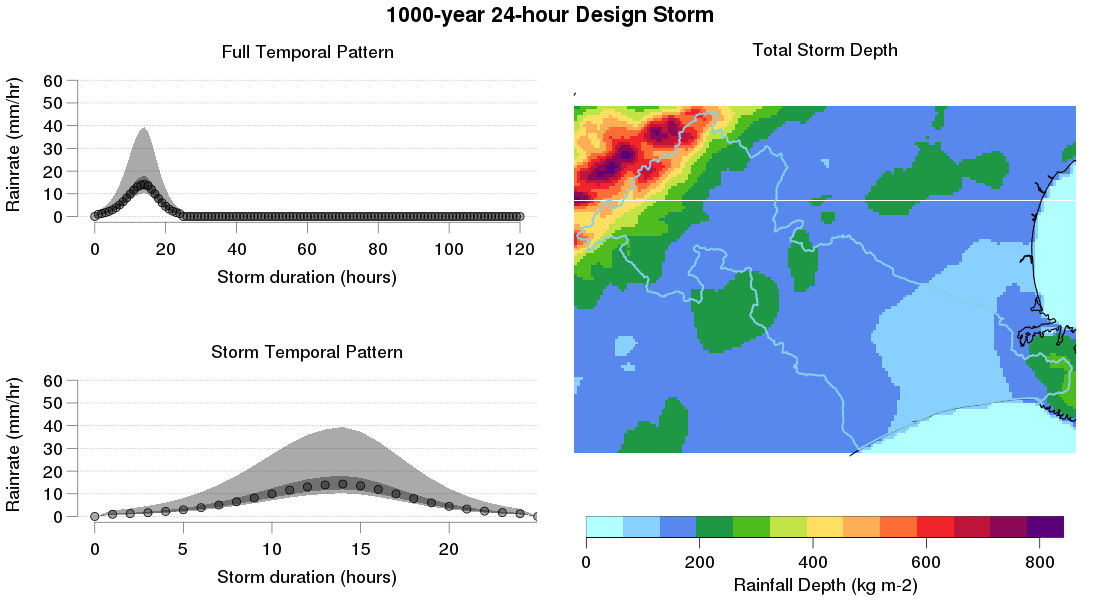 1000-year 24-hour Design Storm
Full Temporal Pattern
Rainrate (mm/hr)
60
50
40
30
20
10
0
0 20 40 60 80 100 120
Storm duration (hours)
Storm Temporal Pattern
Rainrate (mm/hr)
60
50
40
30
20
10
0
0 5 10 15 20
Storm duration (hours)
Total Storm Depth
0 200 400 600 800
Rainfall Depth (kg m-2)